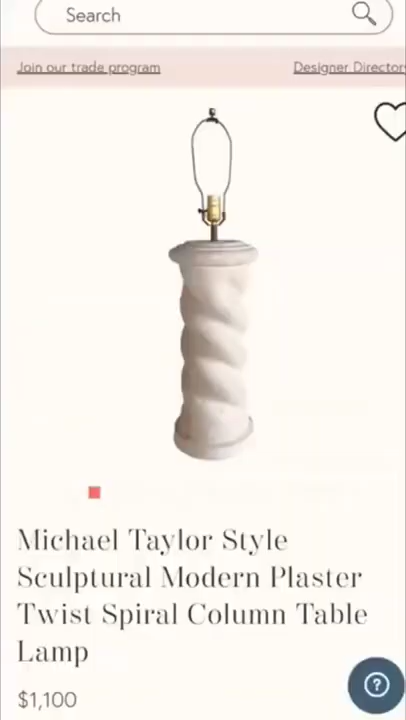 Search
Join our trade program
Designer Directory
Michael Taylor Style
Sculptural Modern Plaster
Twist Spiral Column Table
Lamp
$1,100
?